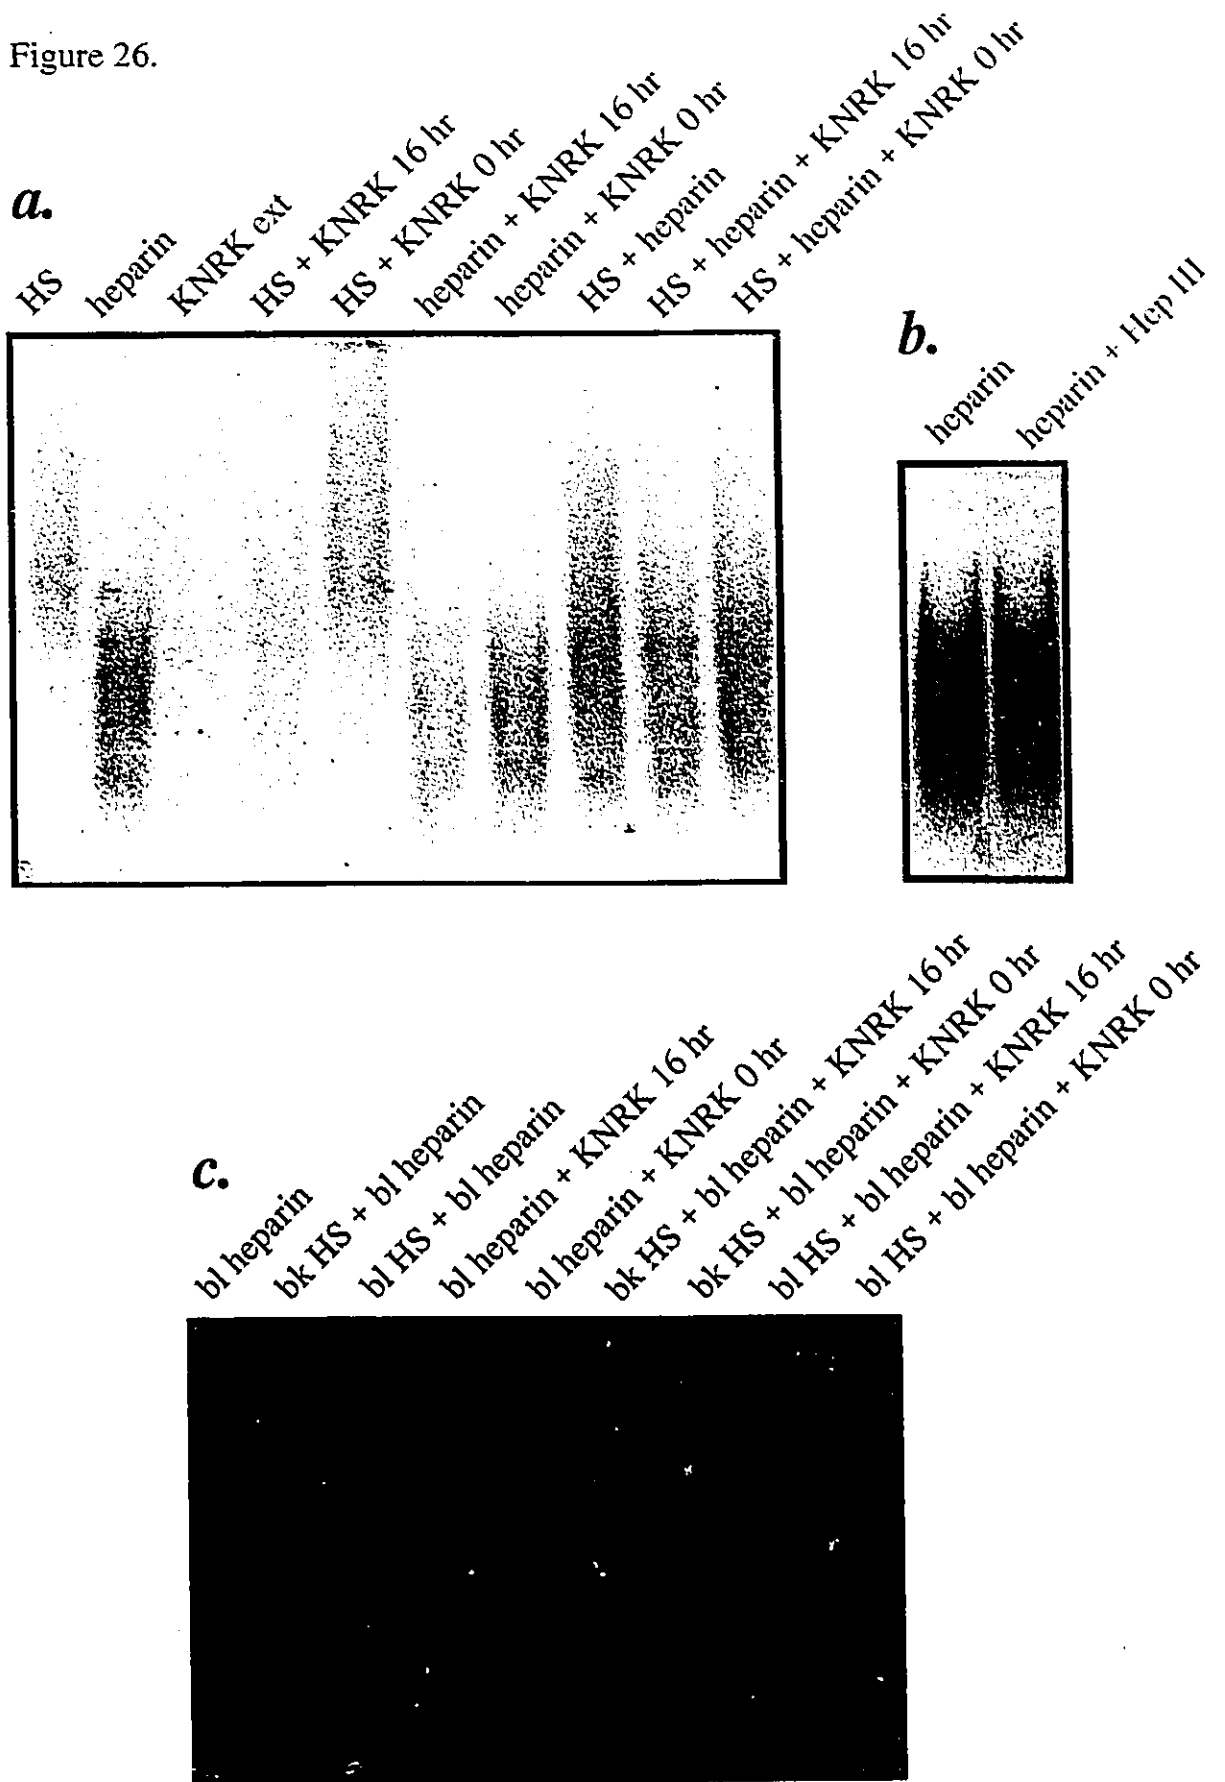 Figure 26.
a.
HS
heparin
KNRK ext
HS + KNRK 16 hr
HS + KNRK 0 hr
heparin + KNRK 16 hr
heparin + KNRK 0 hr
HS + heparin
HS + heparin + KNRK 16 hr
HS + heparin + KNRK 0 hr
b.
heparin
heparin + Hep III
c.
bl heparin
bk HS + bl heparin
bl HS + bl heparin
bl heparin + KNRK 16 hr
bl heparin + KNRK 0 hr
bk HS + bl heparin + KNRK 16 hr
bk HS + bl heparin + KNRK 0 hr
bl HS + bl heparin + KNRK 16 hr
bl HS + bl heparin + KNRK 0 hr